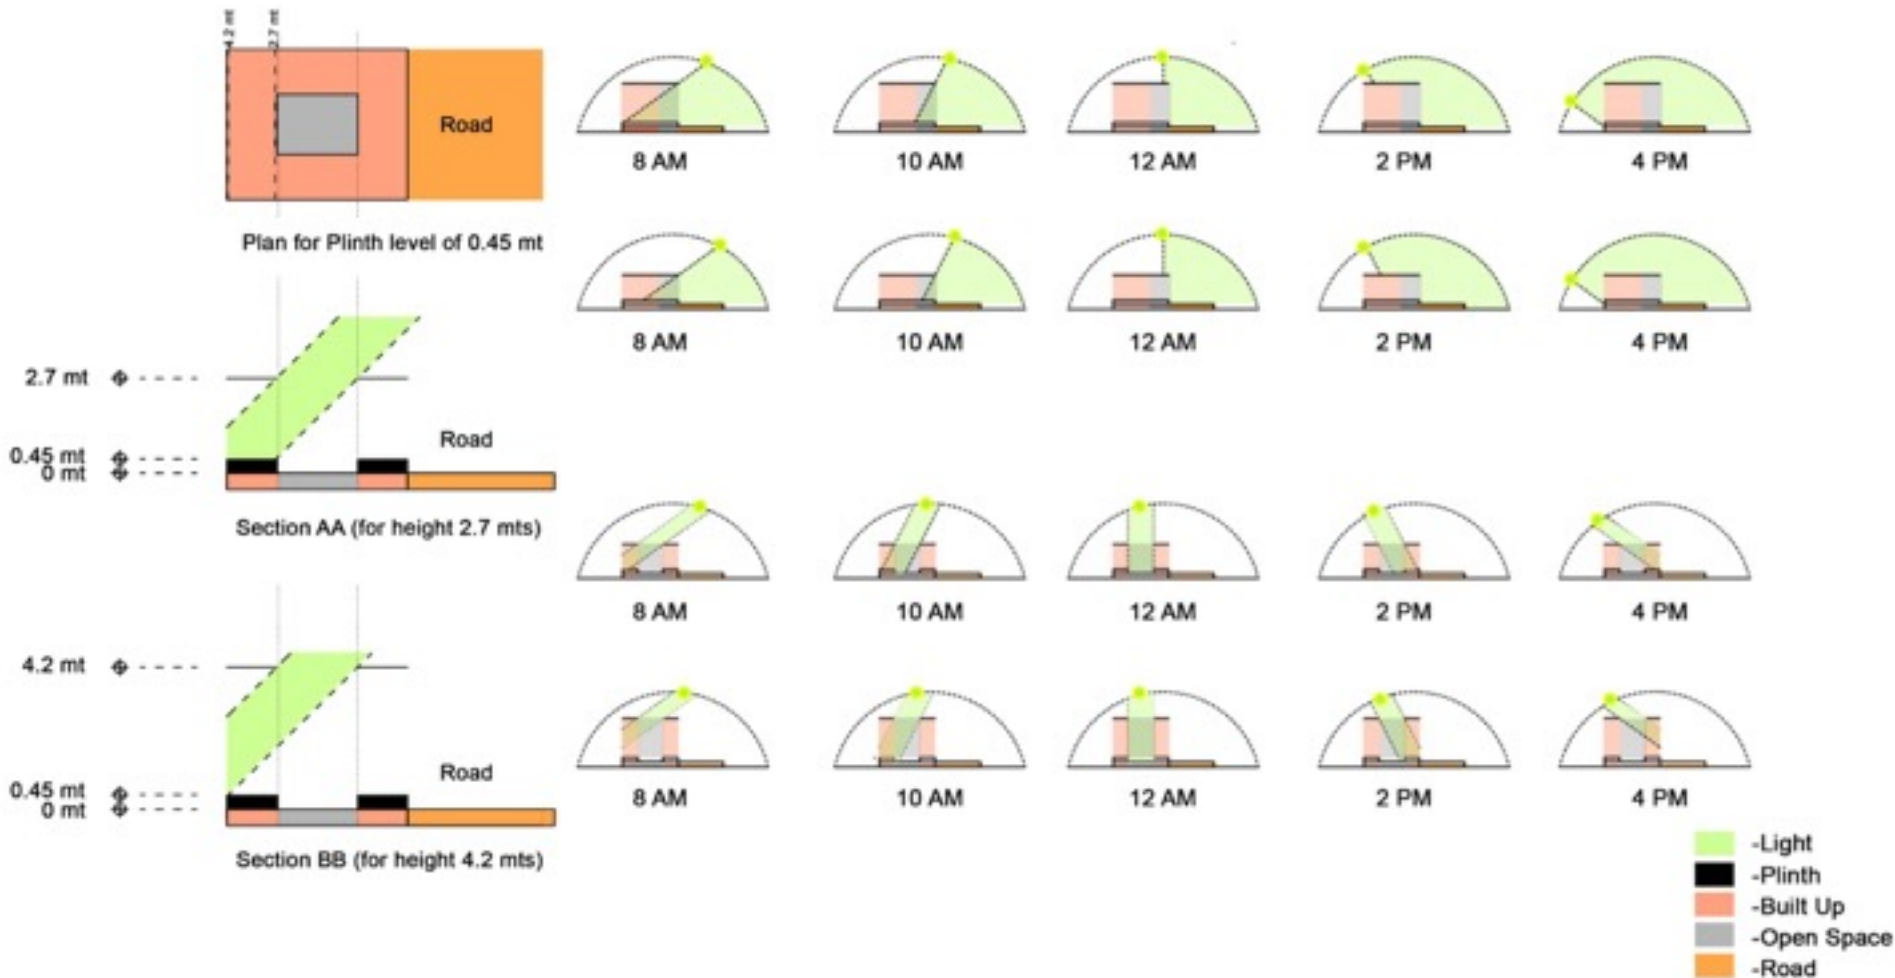 4.2 mt
2.7 mt
Road
Plan for Plinth level of 0.45 mt
8 AM
10 AM
12 AM
2 PM
4 PM
8 AM
10 AM
12 AM
2 PM
4 PM
2.7 mt
Road
0.45 mt
0 mt
Section AA (for height 2.7 mts)
8 AM
10 AM
12 AM
2 PM
4 PM
4.2 mt
Road
0.45 mt
0 mt
Section BB (for height 4.2 mts)
8 AM
10 AM
12 AM
2 PM
4 PM
-Light
-Plinth
-Built Up
-Open Space
-Road